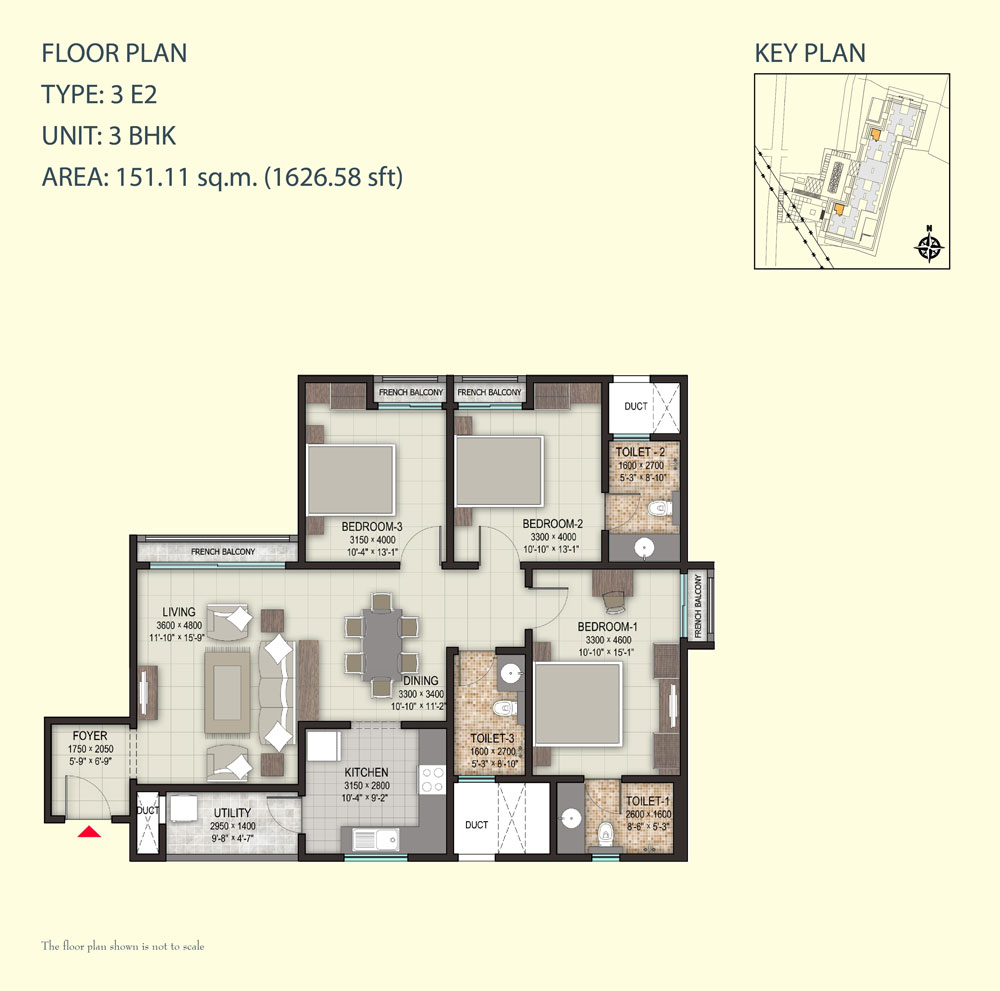 FLOOR PLAN
TYPE: 3 E2
UNIT: 3 BHK
AREA: 151.11 sq.m. (1626.58 sft)
KEY PLAN
N
FRENCH BALCONY
FRENCH BALCONY
DUCT
TOILET - 2
1600 x 2700
5'-3" x 8'-10"
BEDROOM-3
3150 x 4000
10'-4" x 13'-1"
BEDROOM-2
3300 x 4000
10'-10" x 13'-1"
FRENCH BALCONY
FRENCH BALCONY
LIVING
3600 x 4800
11'-10" x 15'-9"
BEDROOM-1
3300 x 4600
10'-10" x 15'-1"
DINING
3300 x 3400
10'-10" x 11'-2"
FOYER
1750 x 2050
5'-9" x 6'-9"
TOILET-3
1600 x 2700
5'-3" x 8'-10"
KITCHEN
3150 x 2800
10'-4" x 9'-2"
DUCT
UTILITY
2950 x 1400
9'-8" x 4'-7"
DUCT
TOILET-1
2600 x 1600
8'-6" x 5'-3"
The floor plan shown is not to scale